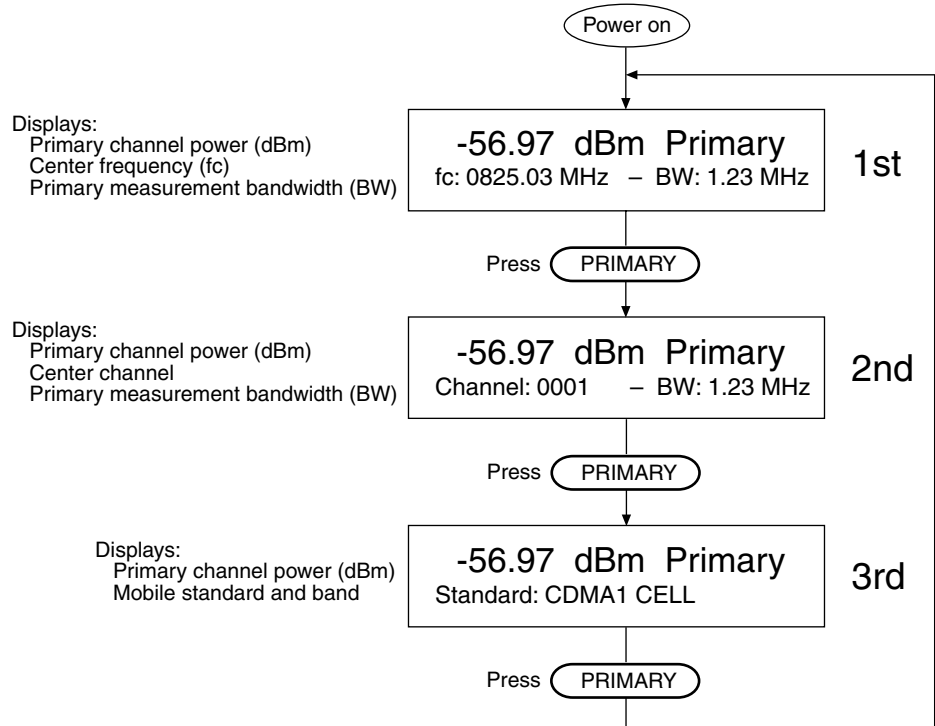 Power on
Displays:
Primary channel power (dBm)
Center frequency (fc)
Primary measurement bandwidth (BW)
-56.97 dBm Primary
fc: 0825.03 MHz – BW: 1.23 MHz
1st
Press PRIMARY
Displays:
Primary channel power (dBm)
Center channel
Primary measurement bandwidth (BW)
-56.97 dBm Primary
Channel: 0001 – BW: 1.23 MHz
2nd
Press PRIMARY
Displays:
Primary channel power (dBm)
Mobile standard and band
-56.97 dBm Primary
Standard: CDMA1 CELL
3rd
Press PRIMARY